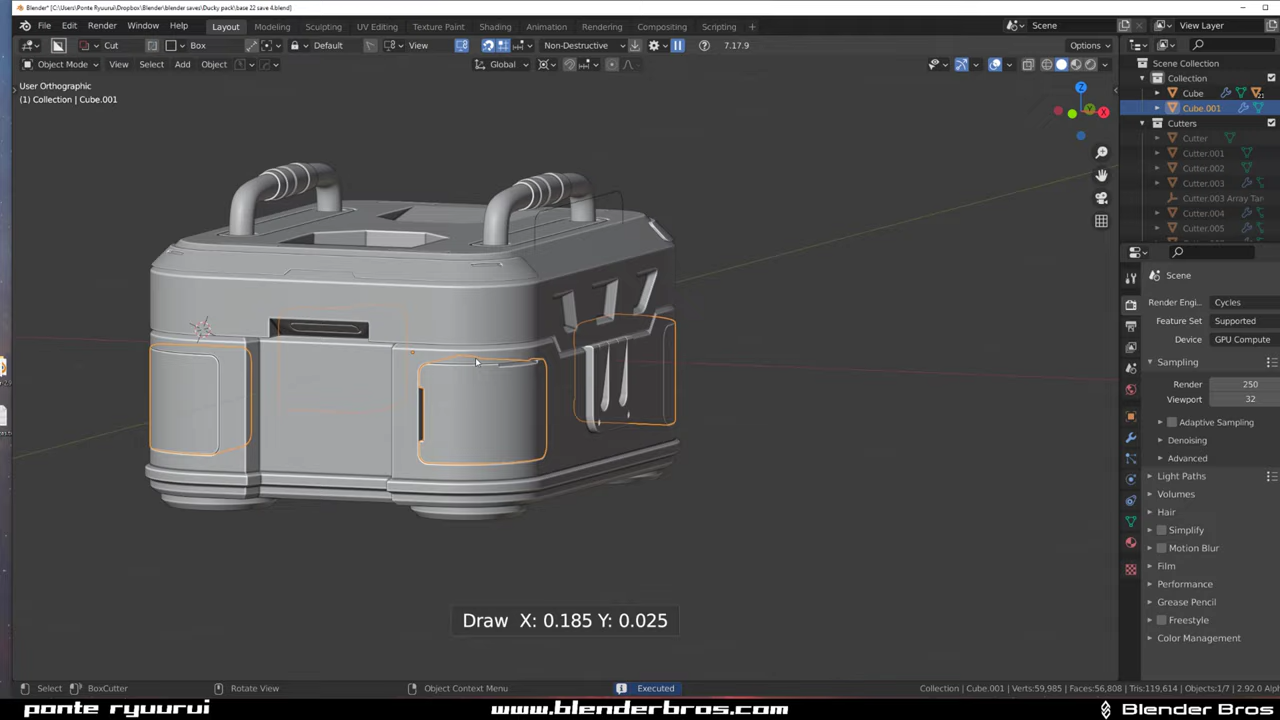 Blender* [C:\Users\Ponte Ryuurui\Dropbox\Blender\blender saves\Ducky pack\base 22 save 4.blend]
File Edit Render Window Help Layout Modeling Sculpting UV Editing Texture Paint Shading Animation Rendering Compositing Scripting + Scene View Layer
Cut Box Default View Non-Destructive 7.17.9 Options
Object Mode View Select Add Object Global
User Orthographic
(1) Collection | Cube.001
Z
Y
X
Scene Collection
Collection
Cube 21
Cube.001
Cutters
Cutter
Cutter.001
Cutter.002
Cutter.003
Cutter.003 Array Tar
Cutter.004
Cutter.005
Scene
Render Engi.. Cycles
Feature Set Supported
Device GPU Compute
Sampling
Render 250
Viewport 32
Adaptive Sampling
Denoising
Advanced
Light Paths
Volumes
Hair
Simplify
Motion Blur
Film
Performance
Grease Pencil
Freestyle
Color Management
Draw X: 0.185 Y: 0.025
Select BoxCutter Rotate View Object Context Menu Executed Collection | Cube.001 | Verts:59,985 | Faces:56,808 | Tris:119,614 | Objects:1/7 | 2.92.0 Alph
ponte ryuurui www.blenderbros.com Blender Bros